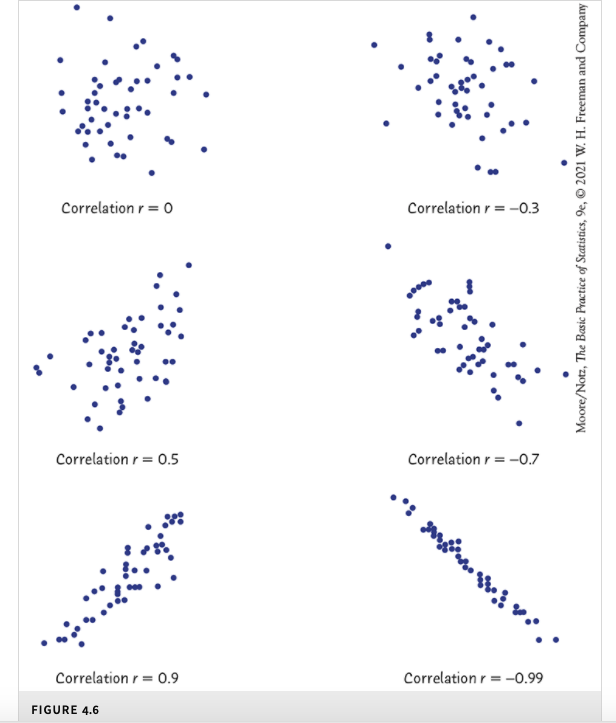 Correlation r = 0
Correlation r = −0.3
Moore/Notz, The Basic Practice of Statistics, 9e, © 2021 W. H. Freeman and Company
Correlation r = 0.5
Correlation r = −0.7
Correlation r = 0.9
Correlation r = −0.99
FIGURE 4.6